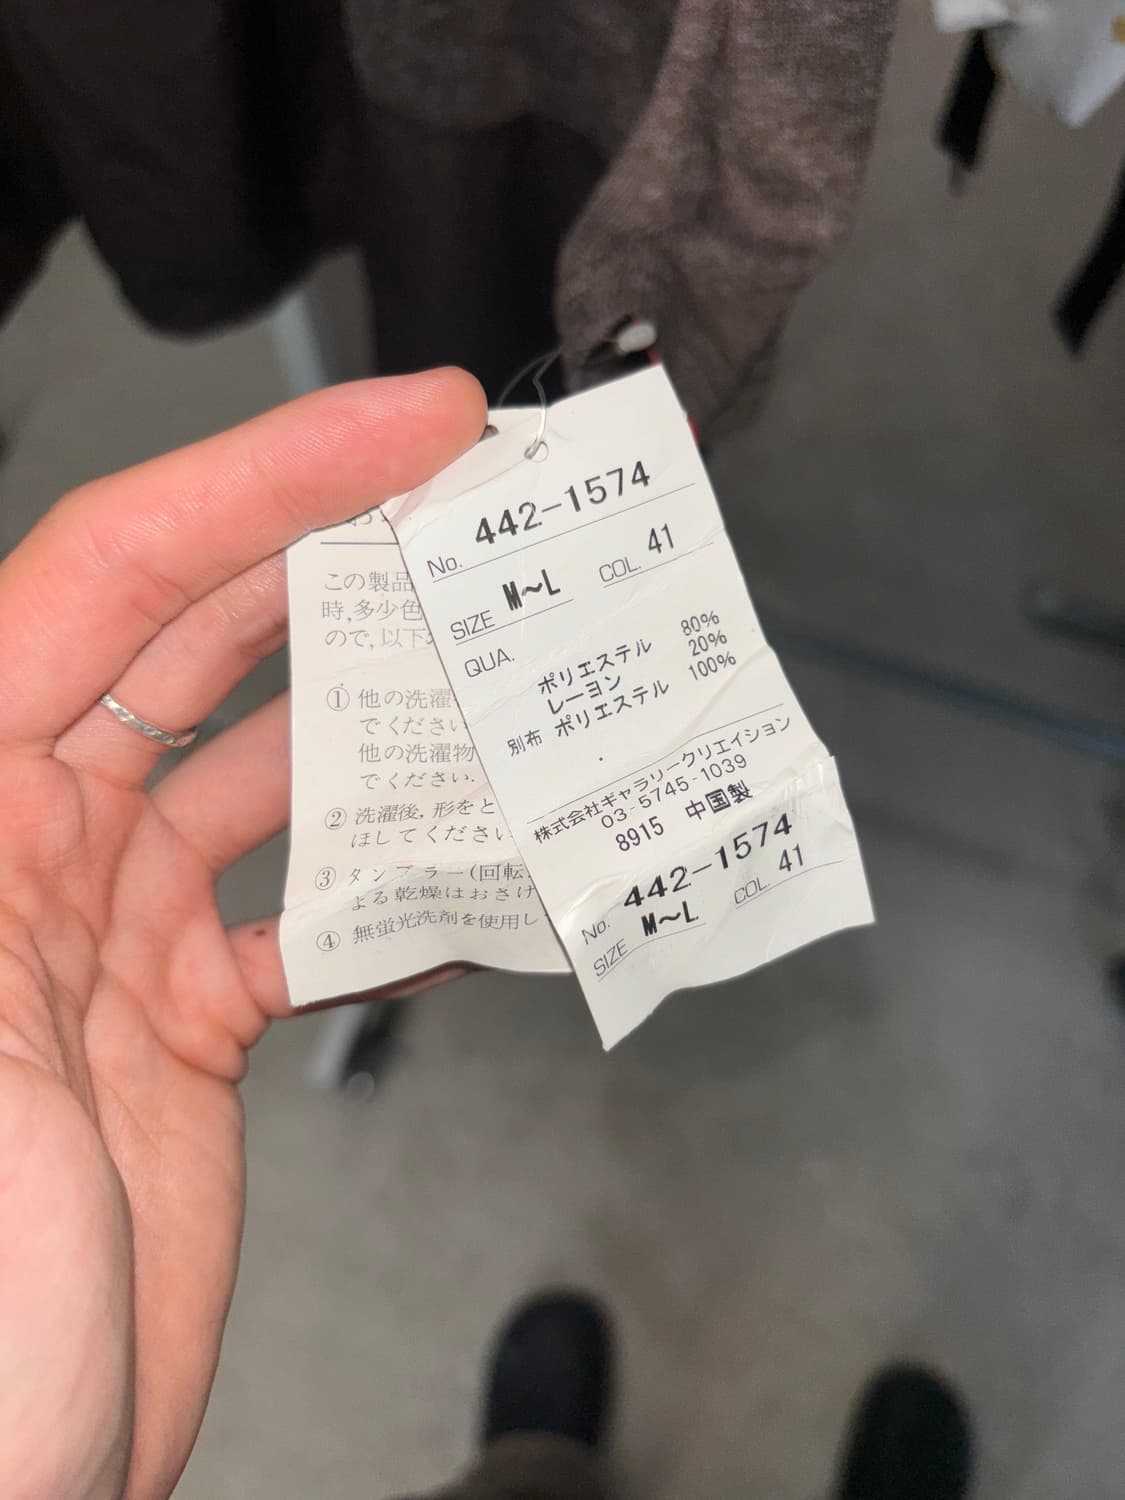 この製品
時,多少色
ので,以下
① 他の洗濯
でください
他の洗濯物
でください.
② 洗濯後,形をと
ほしてください
③ タンブラー(回転
よる乾燥はおさけ
④ 無蛍光洗剤を使用し
No. 442-1574
SIZE M~L COL. 41
QUA.
ポリエステル 80%
レーヨン 20%
別布 ポリエステル 100%
株式会社ギャラリークリエイション
03-5745-1039
8915 中国製
No. 442-1574
SIZE M~L COL. 41